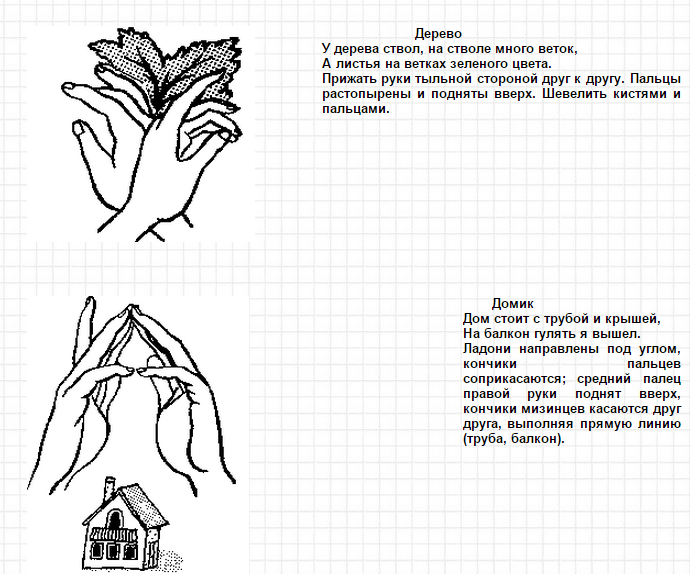 Дерево
У дерева ствол, на стволе много веток,
А листья на ветках зеленого цвета.
Прижать руки тыльной стороной друг к другу. Пальцы
растопырены и подняты вверх. Шевелить кистями и
пальцами.
Домик
Дом стоит с трубой и крышей,
На балкон гулять я вышел.
Ладони направлены под углом,
кончики пальцев
соприкасаются; средний палец
правой руки поднят вверх,
кончики мизинцев касаются друг
друга, выполняя прямую линию
(труба, балкон).